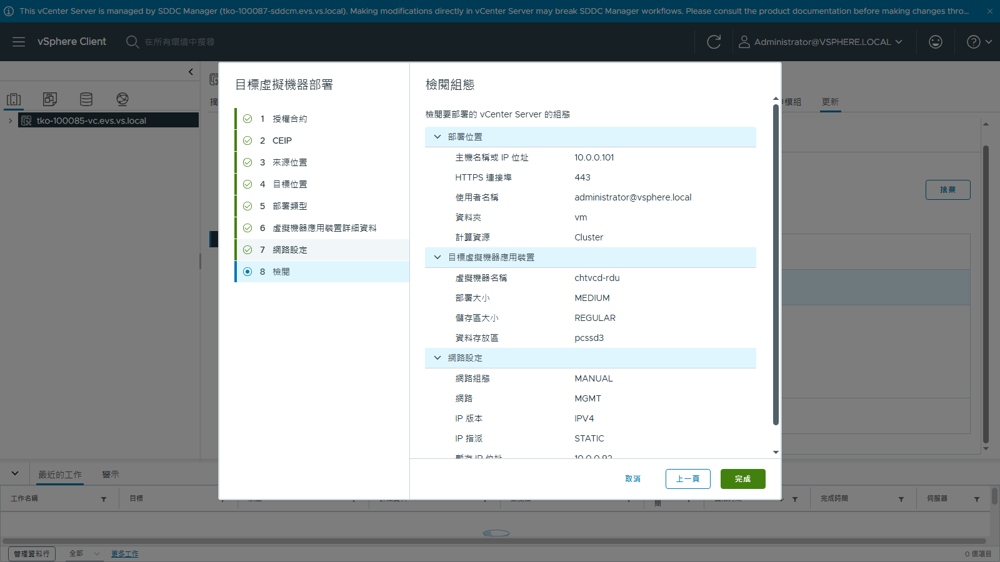 This vCenter Server is managed by SDDC Manager (tko-100087-sddcm.evs.vs.local). Making modifications directly in vCenter Server may break SDDC Manager workflows. Please consult the product documentation before making changes thro...
vSphere Client
在所有環境中搜尋
Administrator@VSPHERE.LOCAL
tko-100085-vc.evs.vs.local
摘
模組
更新
捨棄
目標虛擬機器部署
1 授權合約
2 CEIP
3 來源位置
4 目標位置
5 部署類型
6 虛擬機器應用裝置詳細資料
7 網路設定
8 檢閱
檢閱組態
檢閱要部署的 vCenter Server 的組態
部署位置
主機名稱或 IP 位址 10.0.0.101
HTTPS 連接埠 443
使用者名稱 administrator@vsphere.local
資料夾 vm
計算資源 Cluster
目標虛擬機器應用裝置
虛擬機器名稱 chtvcd-rdu
部署大小 MEDIUM
儲存區大小 REGULAR
資料存放區 pcssd3
網路設定
網路組態 MANUAL
網路 MGMT
IP 版本 IPV4
IP 指派 STATIC
暫存 IP 位址 10.0.0.92
取消
上一頁
完成
最近的工作
警示
工作名稱
目標
間
完成時間
伺服器
管理資料行
全部
更多工作
0 個項目